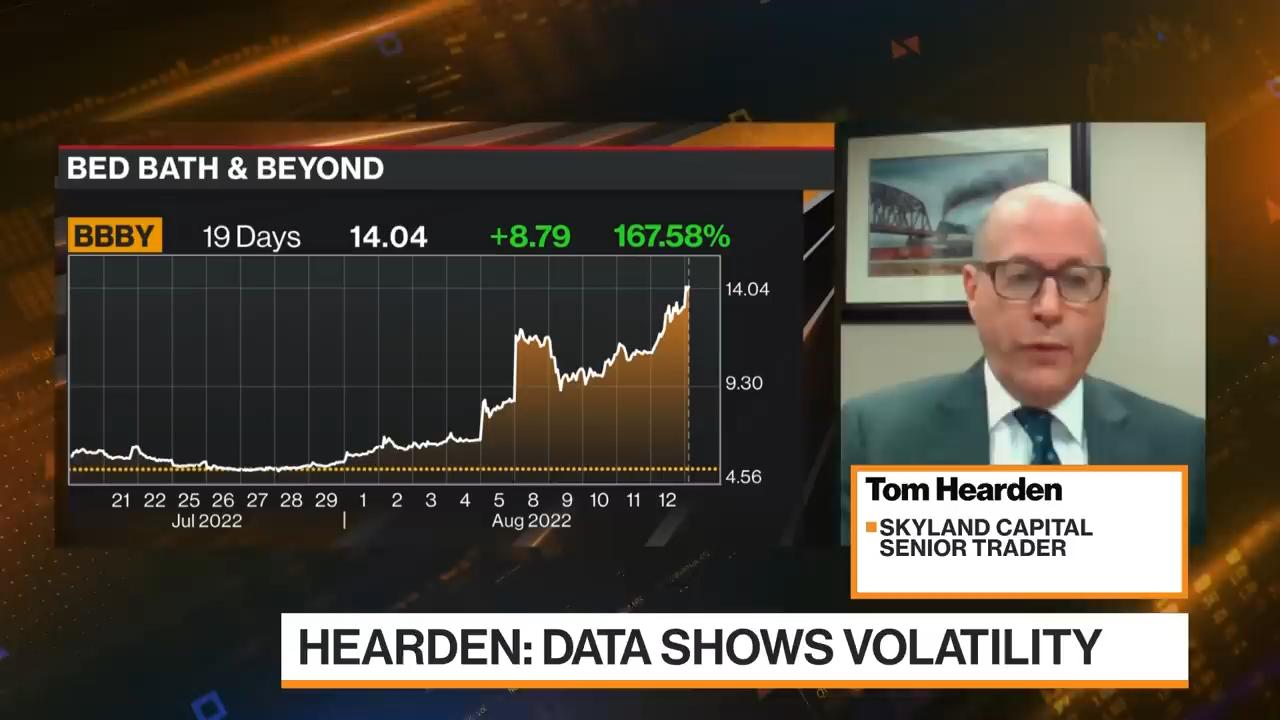 BED BATH & BEYOND
BBBY 19 Days 14.04 +8.79 167.58%
14.04
9.30
4.56
21 22 25 26 27 28 29 1 2 3 4 5 8 9 10 11 12
Jul 2022 | Aug 2022
Tom Hearden
SKYLAND CAPITAL
SENIOR TRADER
HEARDEN: DATA SHOWS VOLATILITY